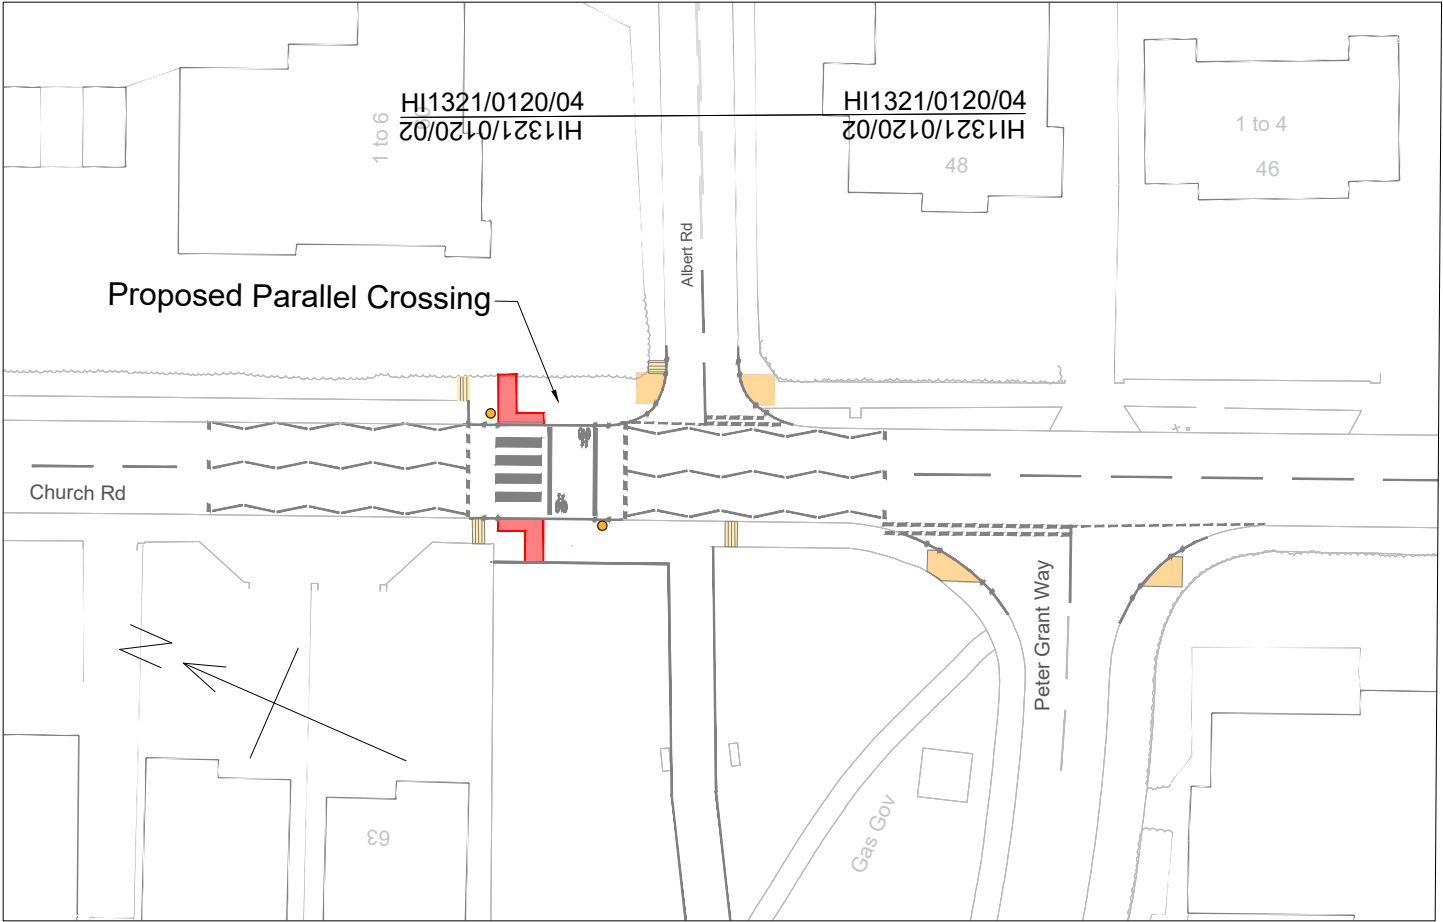 HI1321/0120/04
HI1321/0120/02
HI1321/0120/04
HI1321/0120/02
1 to 6
1 to 4
48
46
Albert Rd
Proposed Parallel Crossing
Church Rd
Peter Grant Way
N
63
Gas Gov